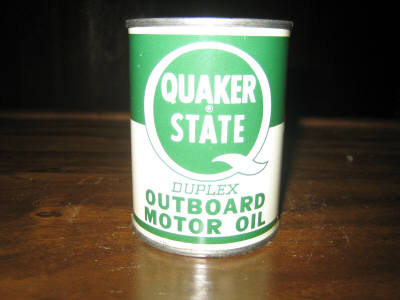 QUAKER
®
STATE
DUPLEX
OUTBOARD
MOTOR OIL